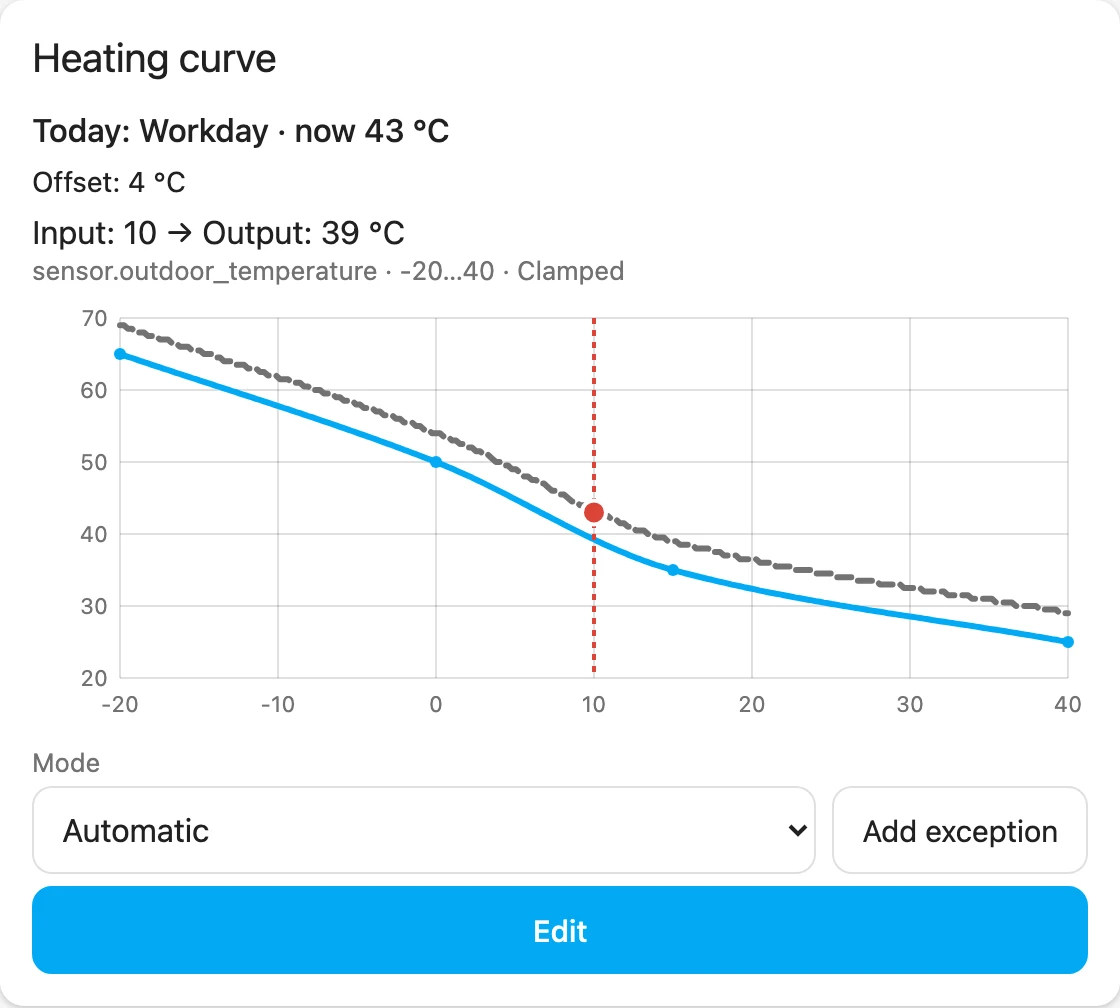 Heating curve
Today: Workday · now 43 °C
Offset: 4 °C
Input: 10 → Output: 39 °C
sensor.outdoor_temperature · -20...40 · Clamped
70
60
50
40
30
20
-20 -10 0 10 20 30 40
Mode
Automatic
Add exception
Edit